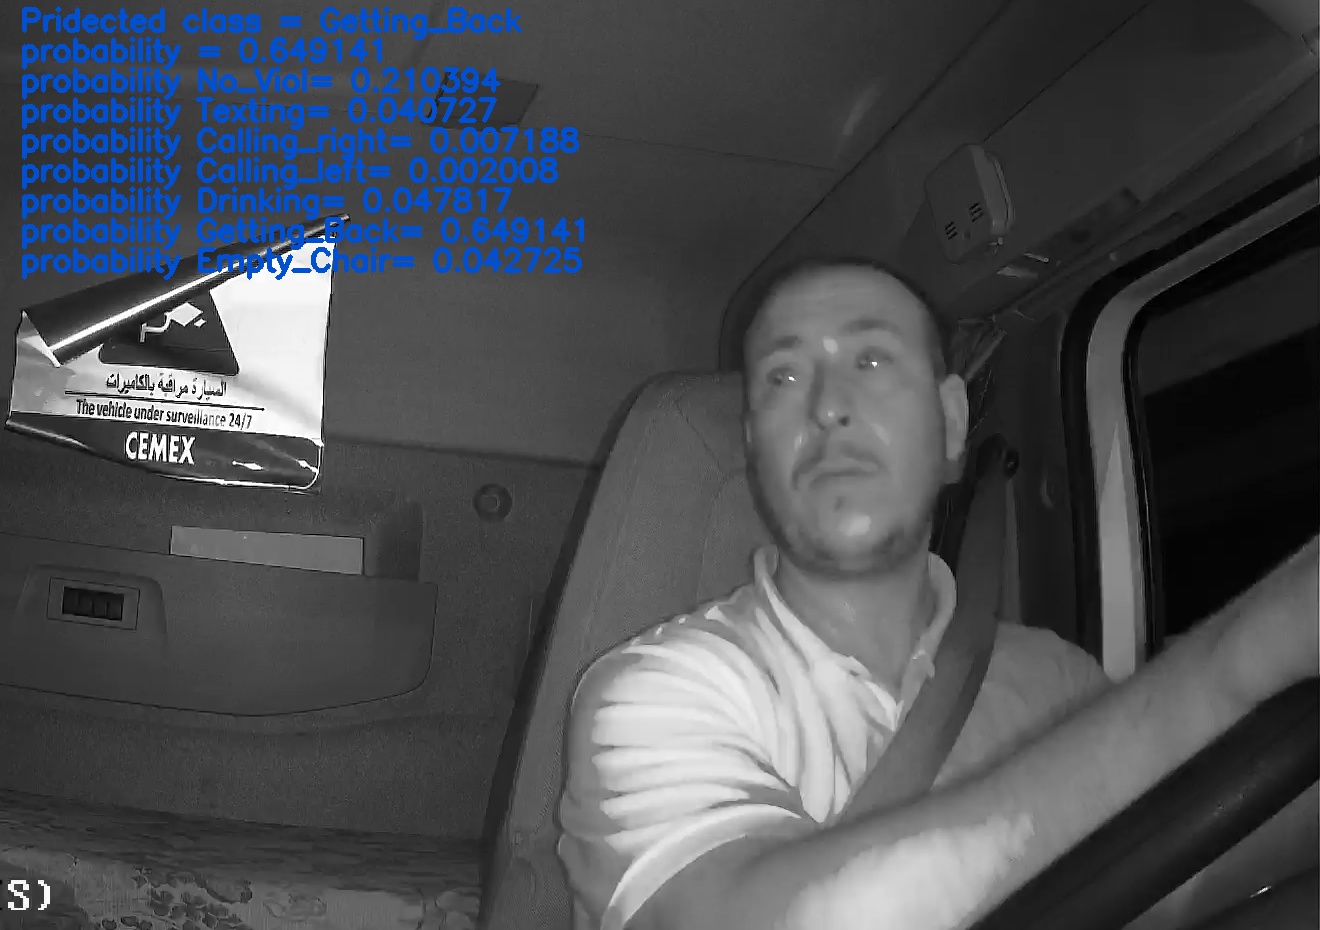 Pridected class = Getting_Back
probability = 0.649141
probability No_Viol= 0.210394
probability Texting= 0.040727
probability Calling_right= 0.007188
probability Calling_left= 0.002008
probability Drinking= 0.047817
probability Getting_Back= 0.649141
probability Empty_Chair= 0.042725
السيارة مراقبة بالكاميرات
The vehicle under surveillance 24/7
CEMEX
S)